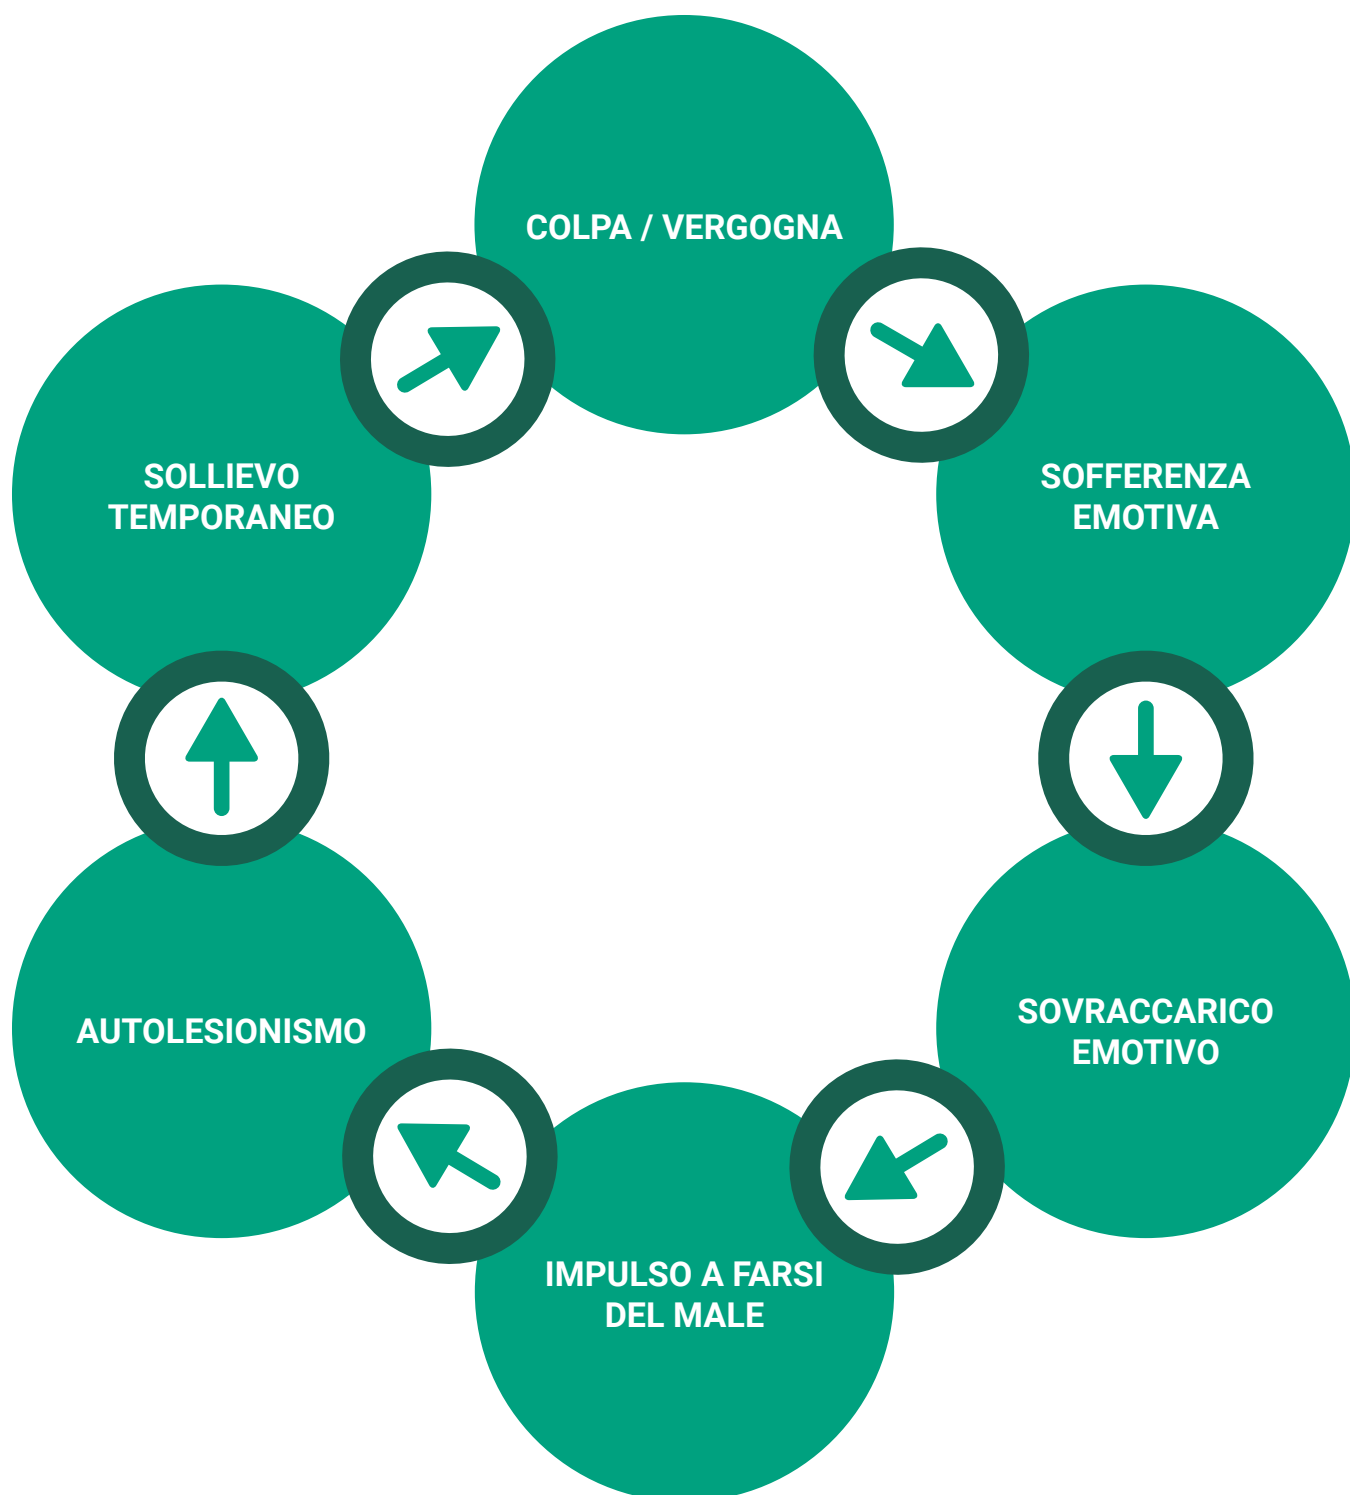 COLPA / VERGOGNA
SOFFERENZA
EMOTIVA
SOVRACCARICO
EMOTIVO
IMPULSO A FARSI
DEL MALE
AUTOLESIONISMO
SOLLIEVO
TEMPORANEO